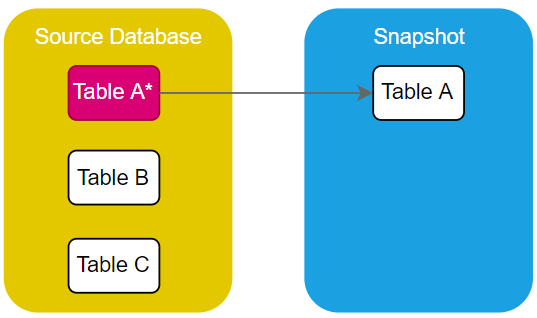 Source Database
Table A*
Table B
Table C
Snapshot
Table A